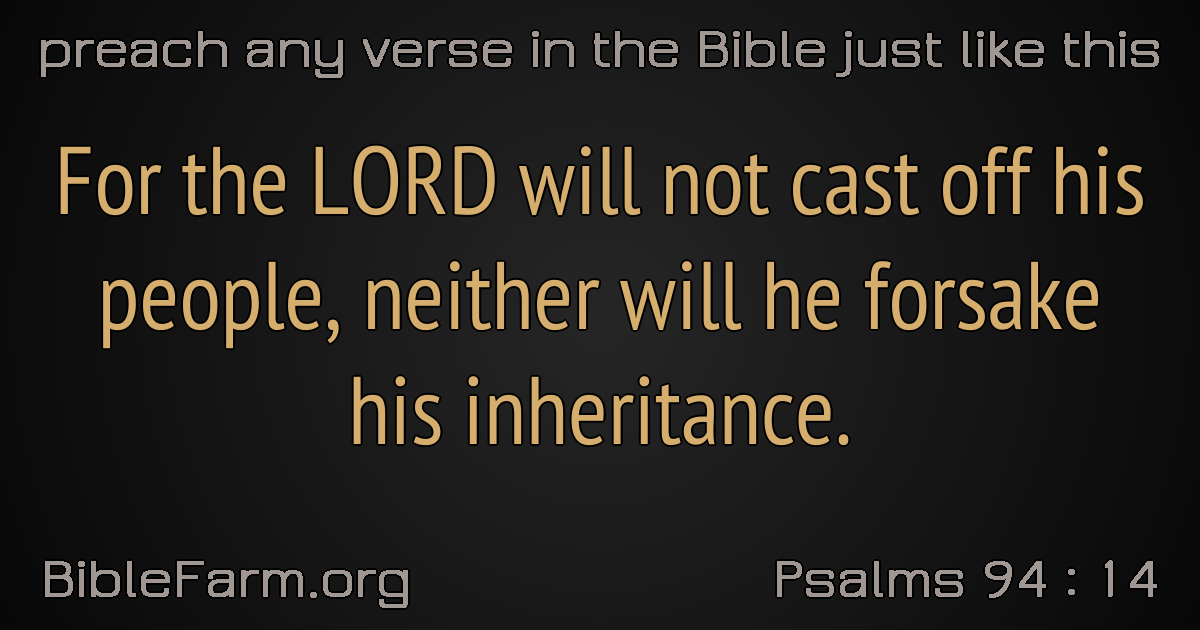 preach any verse in the Bible just like this
For the LORD will not cast off his
people, neither will he forsake
his inheritance.
BibleFarm.org
Psalms 94 : 14